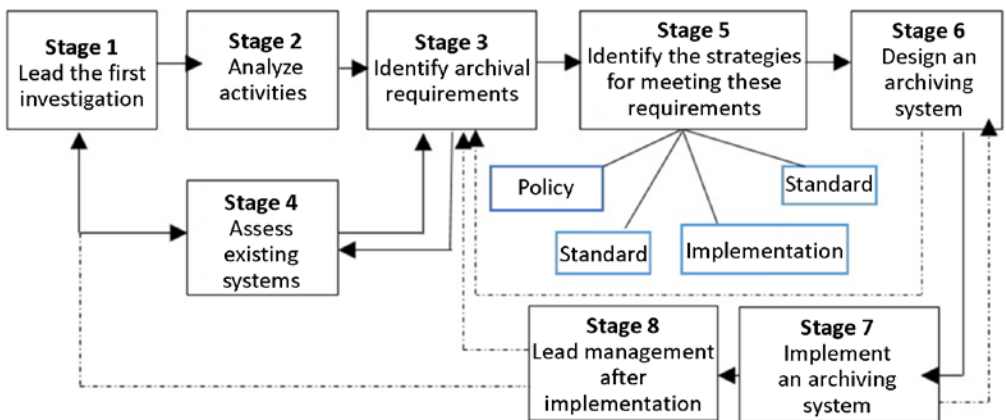 Stage 1
Lead the first
investigation
Stage 2
Analyze
activities
Stage 3
Identify archival
requirements
Stage 5
Identify the strategies
for meeting these
requirements
Stage 6
Design an
archiving
system
Policy
Standard
Stage 4
Assess
existing
systems
Standard
Implementation
Stage 8
Lead management
after
implementation
Stage 7
Implement
an archiving
system